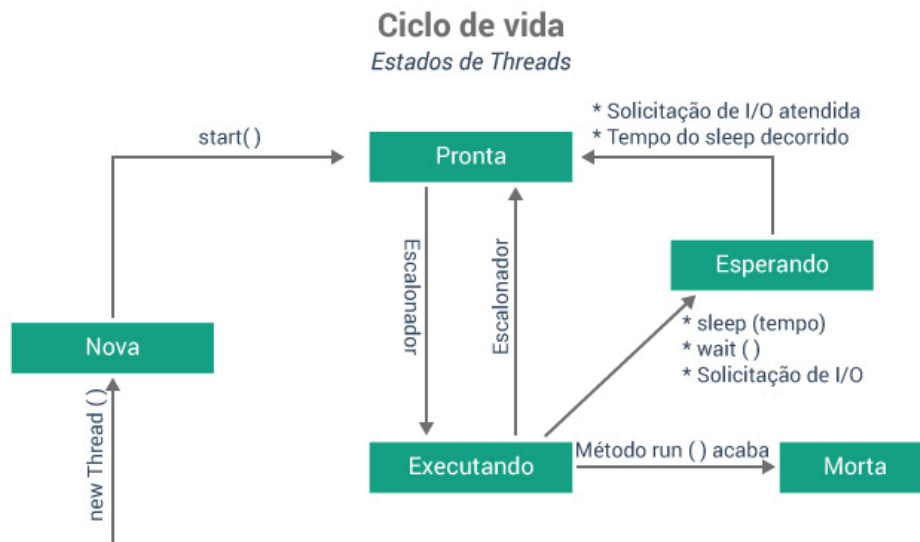 Ciclo de vida
Estados de Threads
* Solicitação de I/O atendida
* Tempo do sleep decorrido
start( )
Pronta
Escalonador
Escalonador
Esperando
* sleep (tempo)
* wait ( )
* Solicitação de I/O
Nova
new Thread ( )
Executando
Método run ( ) acaba
Morta